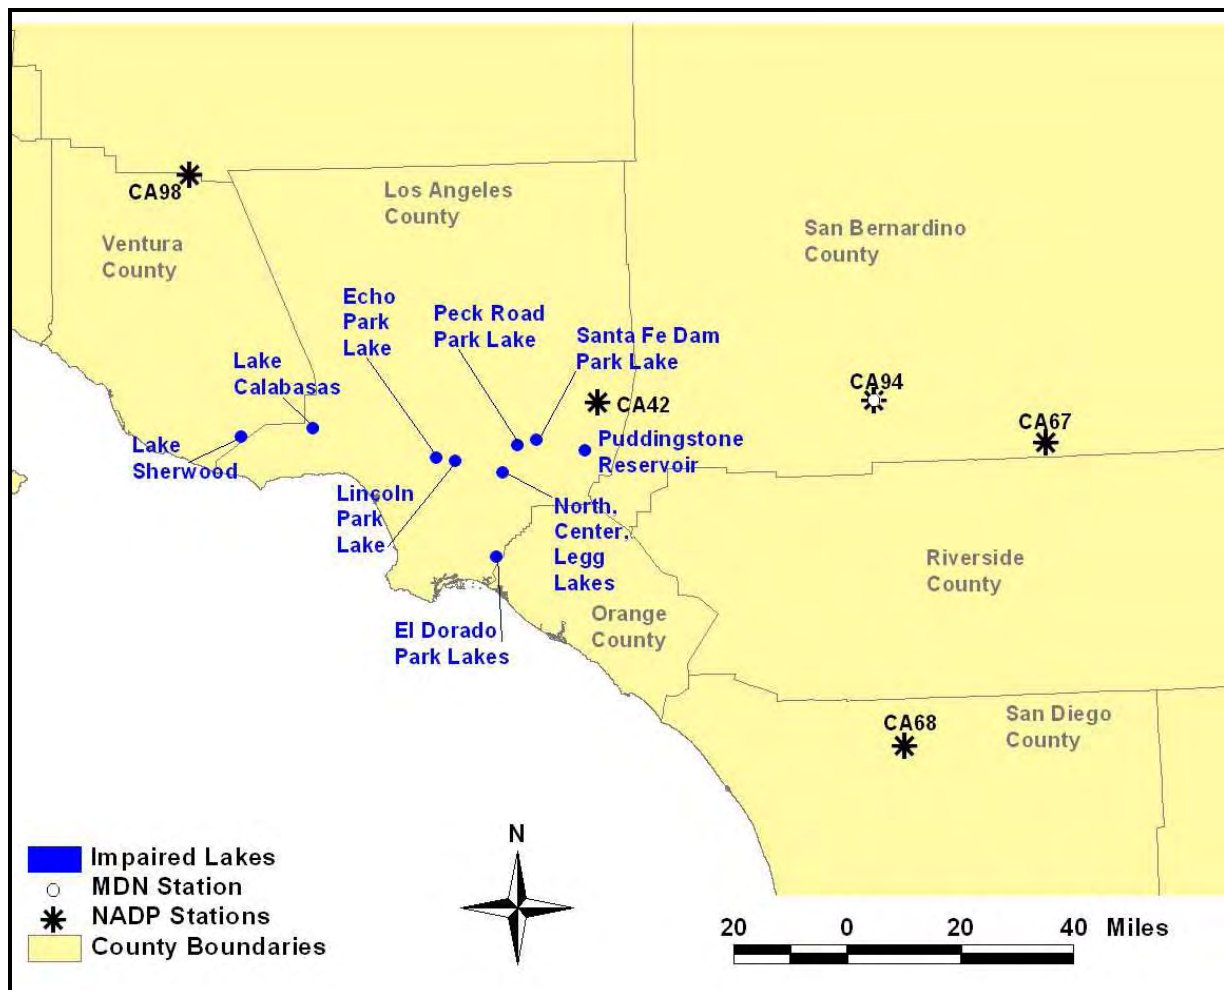 CA98
Los Angeles
County
San Bernardino
County
Ventura
County
Echo
Park
Lake
Peck Road
Park Lake
Santa Fe Dam
Park Lake
Lake
Calabasas
CA94
CA42
CA67
Lake
Sherwood
Puddingstone
Reservoir
Lincoln
Park
Lake
North,
Center,
Legg
Lakes
Riverside
County
Orange
County
El Dorado
Park Lakes
CA68
San Diego
County
N
Impaired Lakes
MDN Station
NADP Stations
County Boundaries
20 0 20 40 Miles